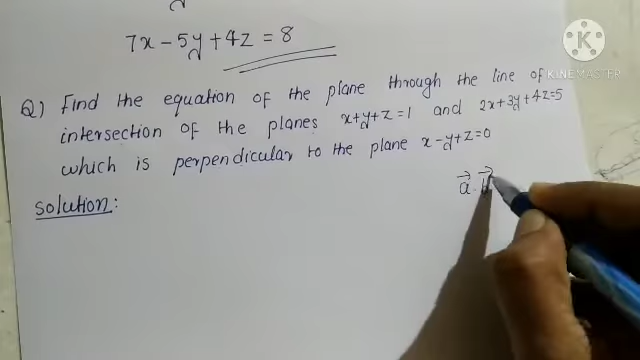 7x - 5y + 4z = 8
KINEMASTER
Q) Find the equation of the plane through the line of
intersection of the planes x+y+z=1 and 2x+3y+4z=5
which is perpendicular to the plane x-y+z=0
a⃗.
solution: